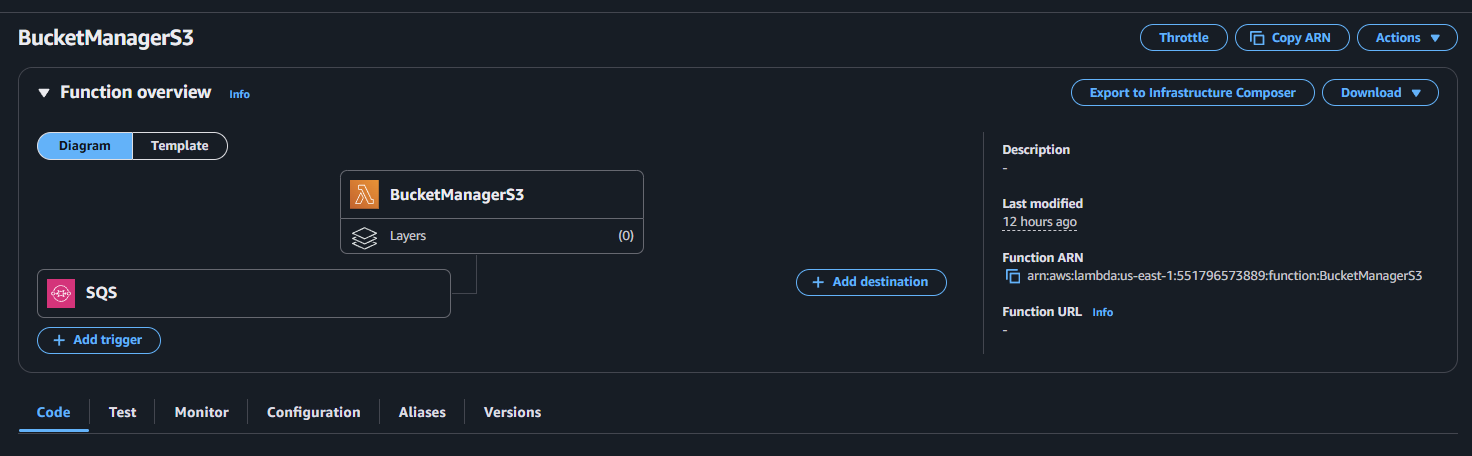 BucketManagerS3
Throttle
Copy ARN
Actions
Function overview Info
Export to Infrastructure Composer
Download
Diagram
Template
BucketManagerS3
Layers (0)
SQS
+ Add trigger
+ Add destination
Description
-
Last modified
12 hours ago
Function ARN
arn:aws:lambda:us-east-1:551796573889:function:BucketManagerS3
Function URL Info
-
Code
Test
Monitor
Configuration
Aliases
Versions